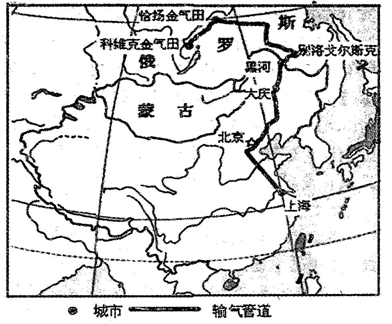 恰扬金气田
斯
科维克金气田
罗
别洛戈尔斯克
俄
黑河
大庆
蒙古
北京
上海
城市
输气管道